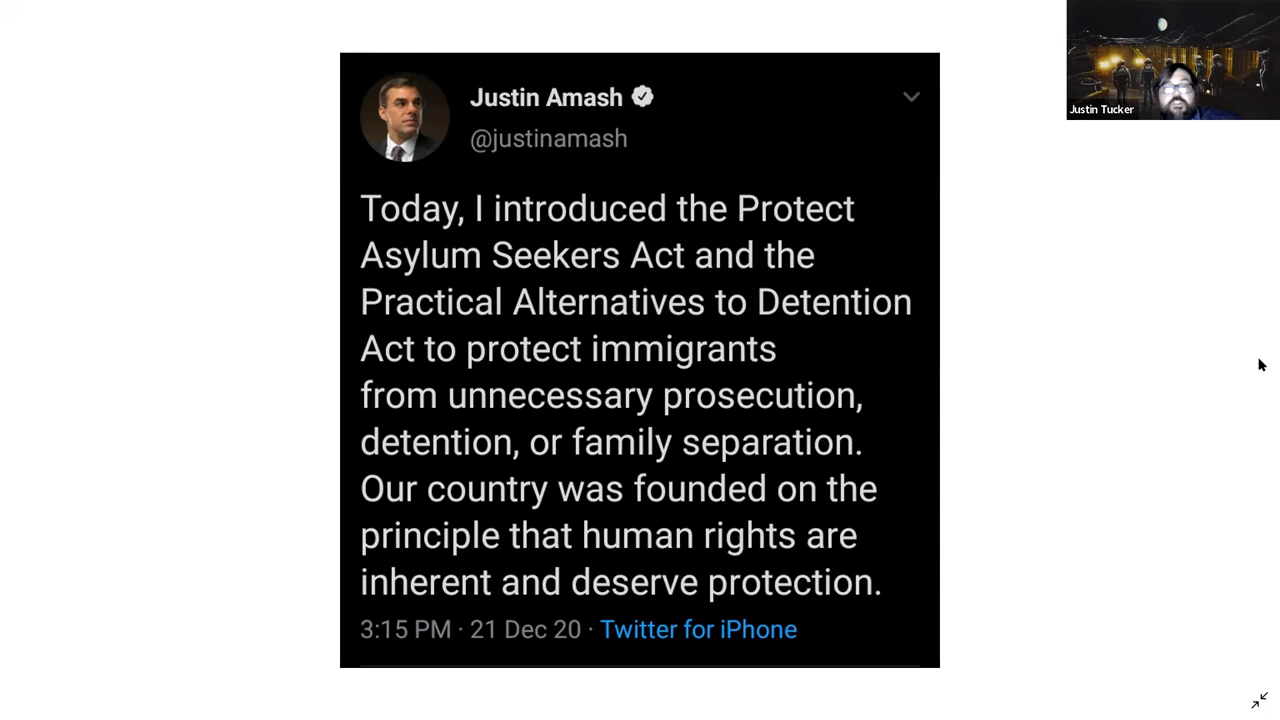 Justin Amash
@justinamash
Today, I introduced the Protect
Asylum Seekers Act and the
Practical Alternatives to Detention
Act to protect immigrants
from unnecessary prosecution,
detention, or family separation.
Our country was founded on the
principle that human rights are
inherent and deserve protection.
3:15 PM · 21 Dec 20 · Twitter for iPhone
Justin Tucker